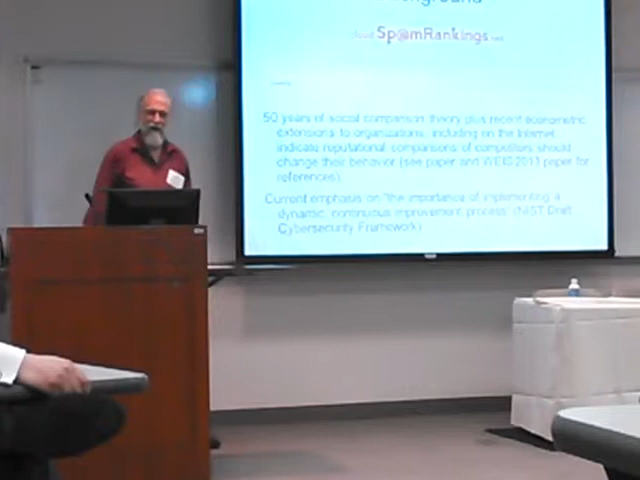 cloud.SpamRankings.net
50 years of social comparison theory plus recent econometric
extensions to organizations, including on the Internet,
indicate reputational comparisons of competitors should
change their behavior (see paper and WEIS 2013 paper for
references).
Current emphasis on "the importance of implementing a
dynamic, continuous improvement process" (NIST Draft
Cybersecurity Framework)